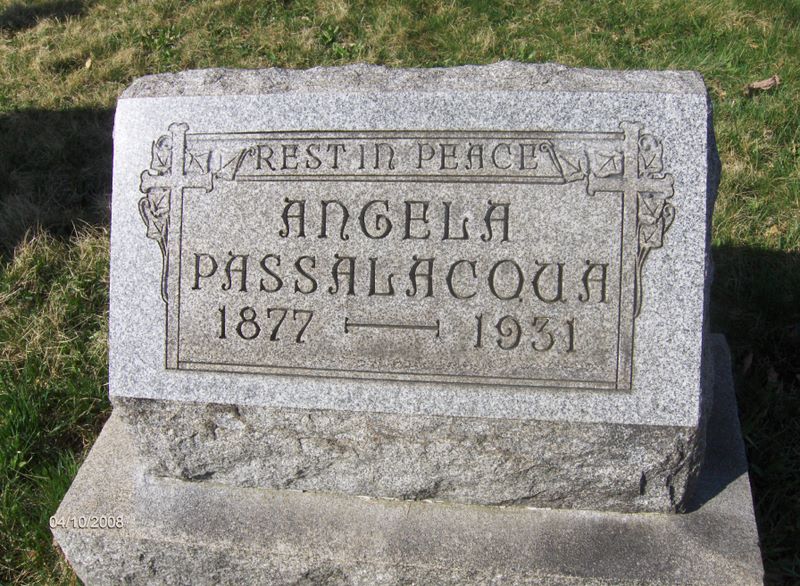 REST IN PEACE
ANGELA
PASSALACQUA
1877 — 1931
04/10/2008